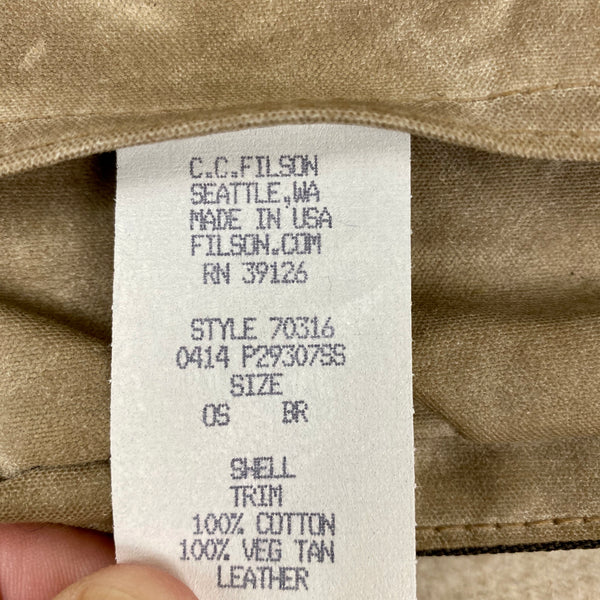 C.C.FILSON
SEATTLE,WA
MADE IN USA
FILSON.COM
RN 39126
STYLE 70316
0414 P29307SS
SIZE
OS BR
SHELL
TRIM
100% COTTON
100% VEG TAN
LEATHER